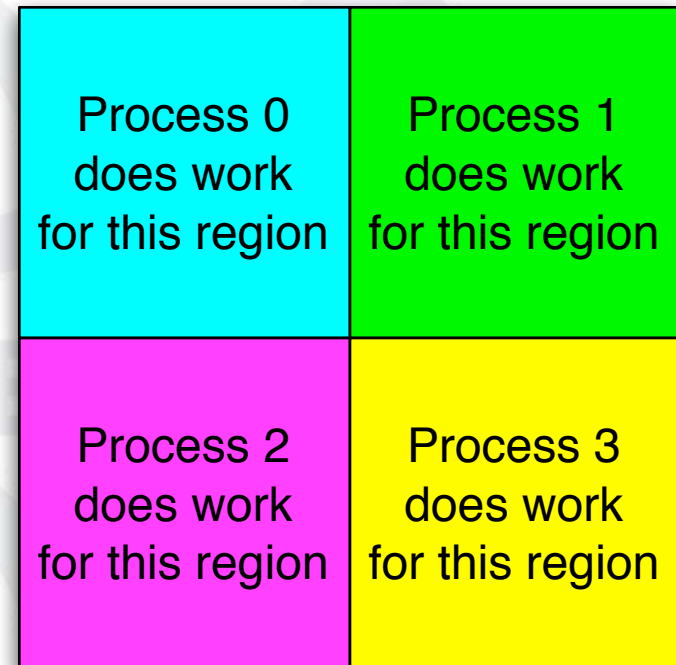 Process 0
does work
for this region
Process 1
does work
for this region
Process 2
does work
for this region
Process 3
does work
for this region